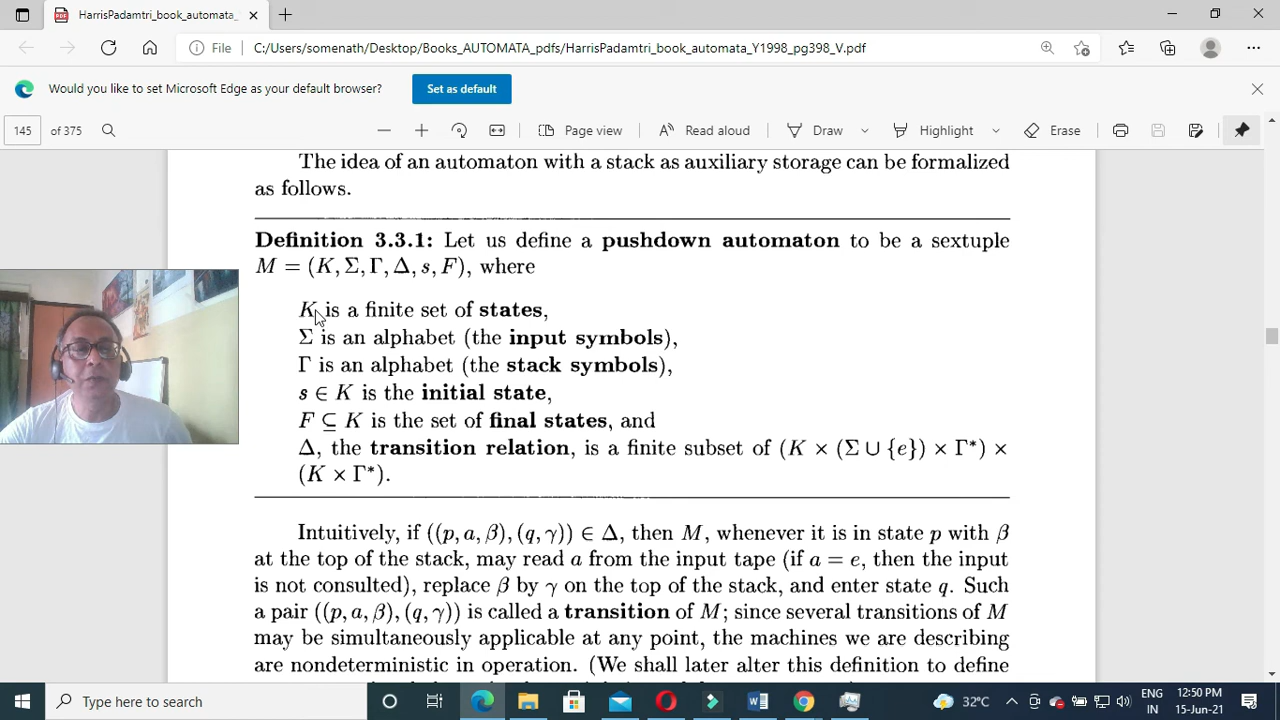 HarrisPadamtri_book_automata_Y1998_pg398_V.pdf
File C:/Users/somenath/Desktop/Books_AUTOMATA_pdfs/HarrisPadamtri_book_automata_Y1998_pg398_V.pdf
Would you like to set Microsoft Edge as your default browser? Set as default
145 of 375 Page view Read aloud Draw Highlight Erase
The idea of an automaton with a stack as auxiliary storage can be formalized
as follows.
Definition 3.3.1: Let us define a pushdown automaton to be a sextuple
M = (K, Σ, Γ, Δ, s, F), where
K is a finite set of states,
Σ is an alphabet (the input symbols),
Γ is an alphabet (the stack symbols),
s ∈ K is the initial state,
F ⊆ K is the set of final states, and
Δ, the transition relation, is a finite subset of (K × (Σ ∪ {e}) × Γ*) ×
(K × Γ*).
Intuitively, if ((p, a, β), (q, γ)) ∈ Δ, then M, whenever it is in state p with β
at the top of the stack, may read a from the input tape (if a = e, then the input
is not consulted), replace β by γ on the top of the stack, and enter state q. Such
a pair ((p, a, β), (q, γ)) is called a transition of M; since several transitions of M
may be simultaneously applicable at any point, the machines we are describing
are nondeterministic in operation. (We shall later alter this definition to define
Type here to search
32°C
ENG
IN
12:50 PM
15-Jun-21